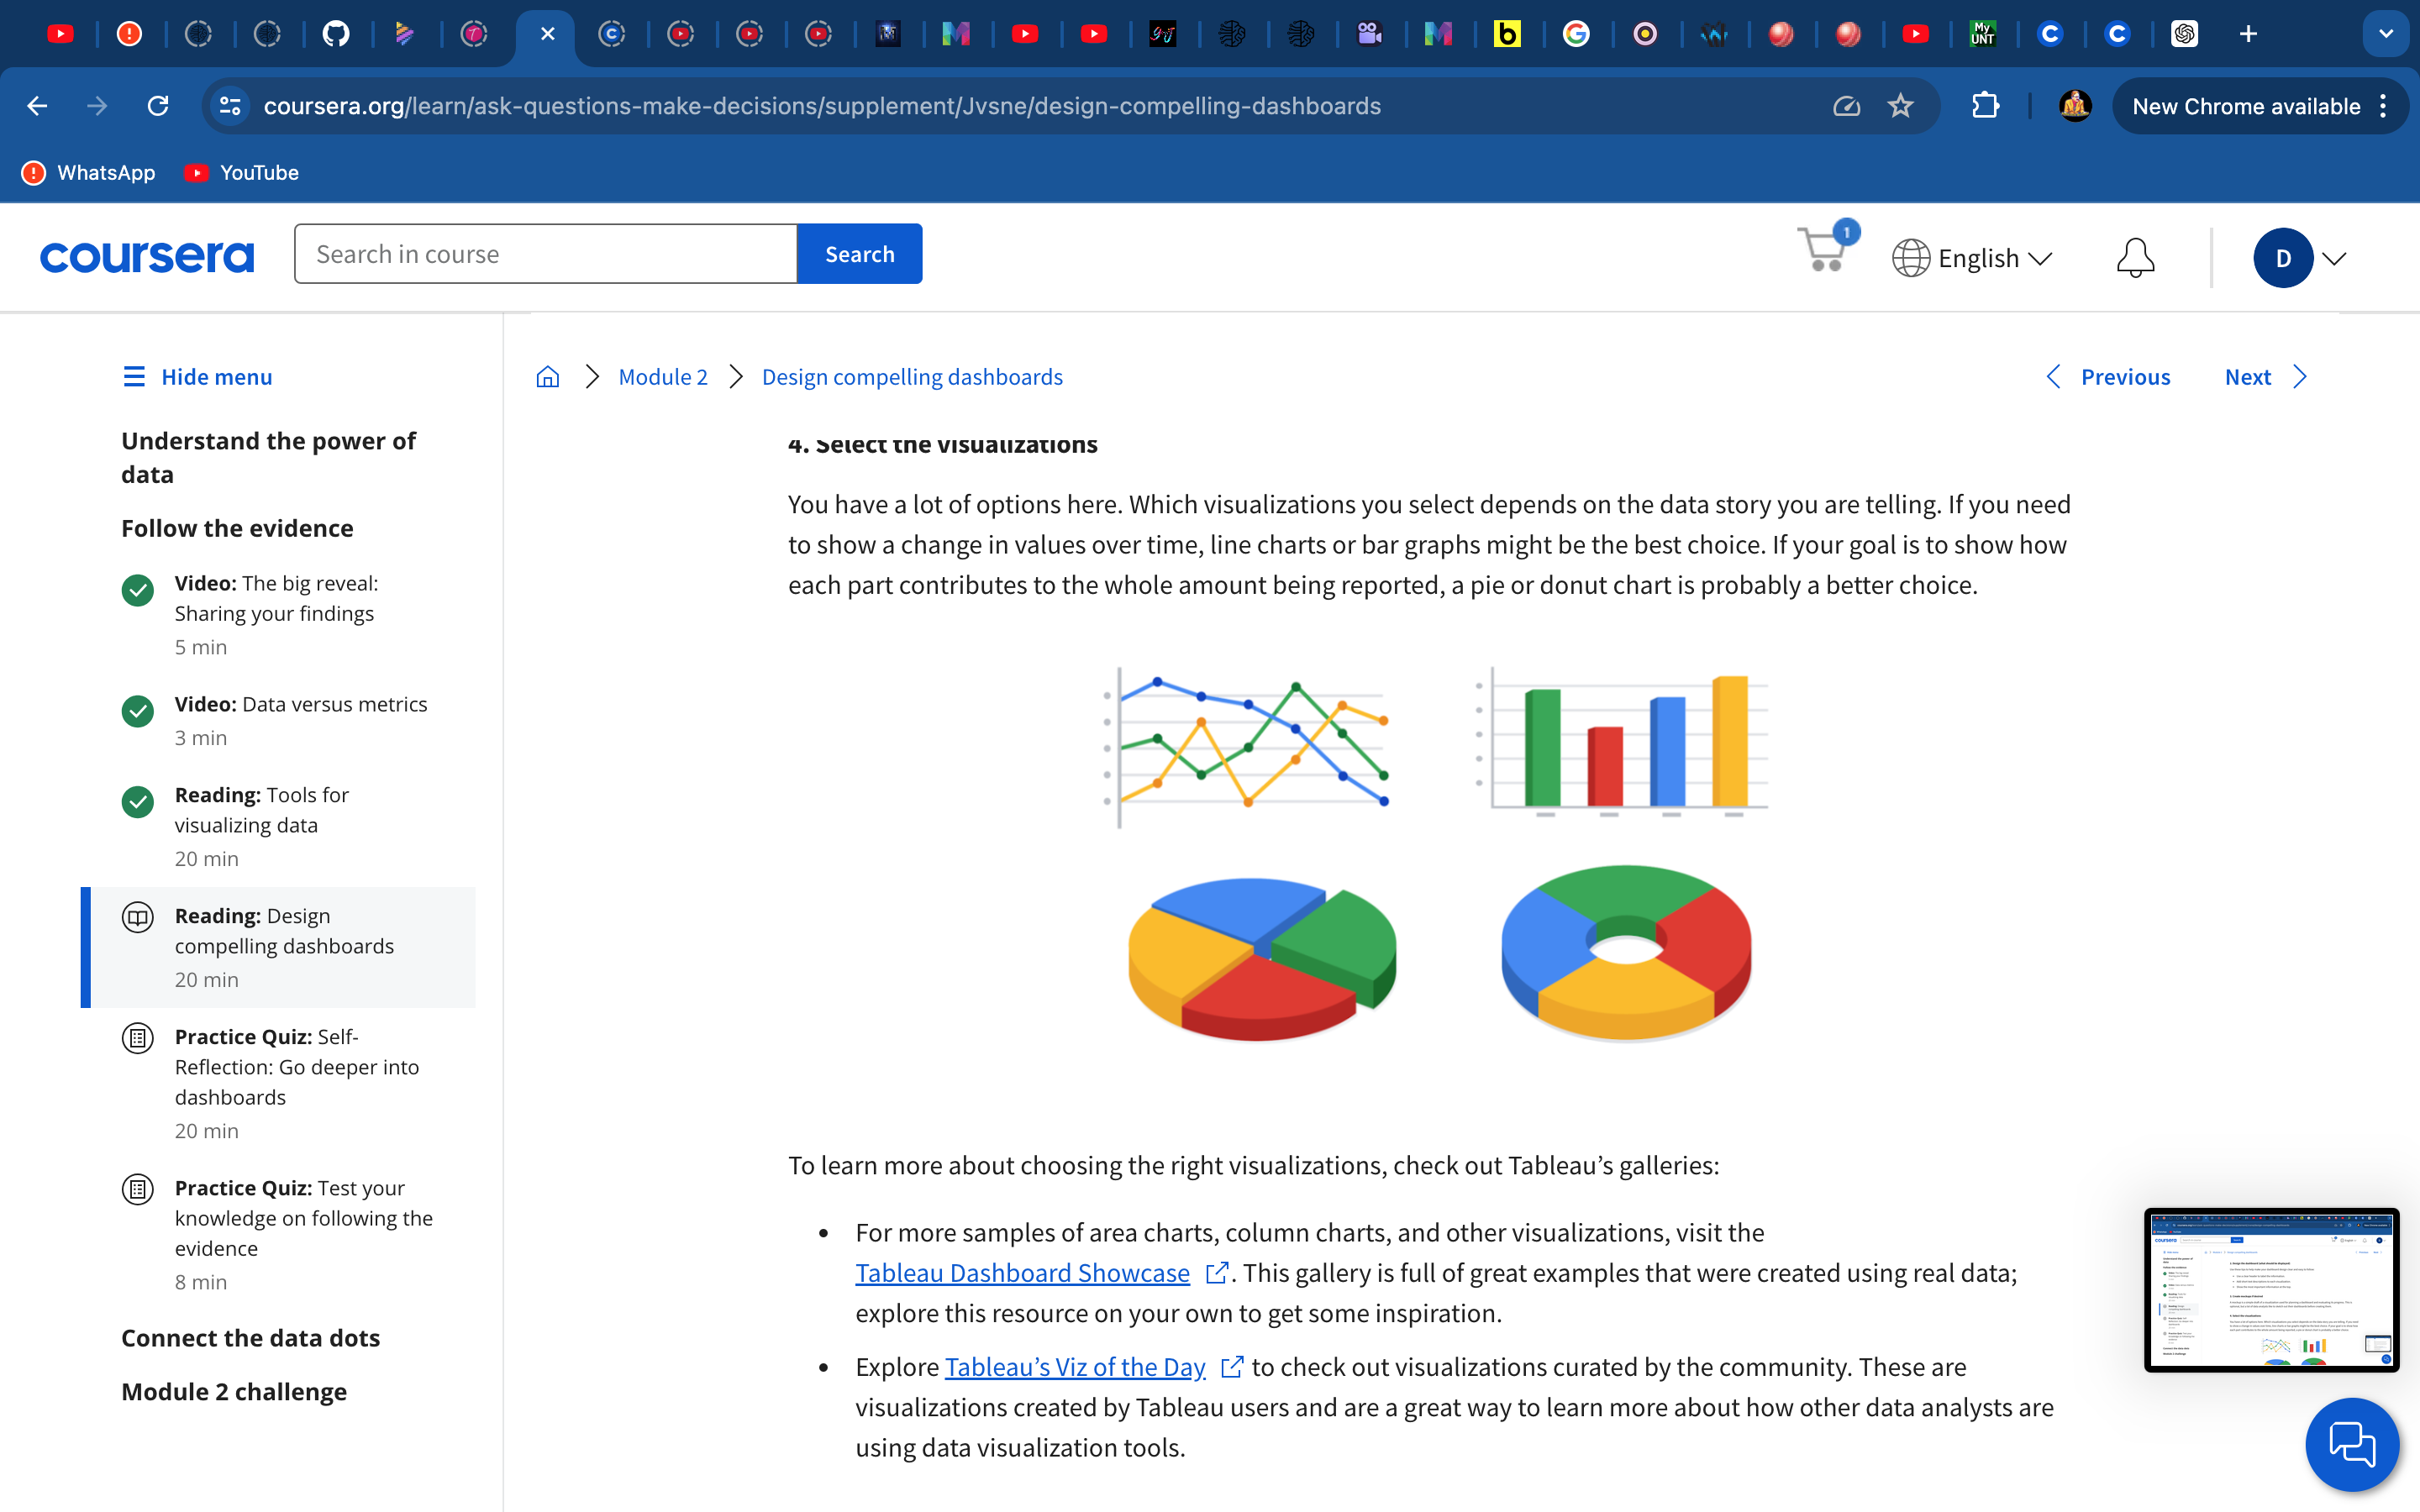 coursera.org/learn/ask-questions-make-decisions/supplement/Jvsne/design-compelling-dashboards
New Chrome available
WhatsApp
YouTube
coursera
Search in course
Search
1
English
D
Hide menu
Module 2
Design compelling dashboards
Previous
Next
Understand the power of
data
Follow the evidence
Video: The big reveal:
Sharing your findings
5 min
Video: Data versus metrics
3 min
Reading: Tools for
visualizing data
20 min
Reading: Design
compelling dashboards
20 min
Practice Quiz: Self-
Reflection: Go deeper into
dashboards
20 min
Practice Quiz: Test your
knowledge on following the
evidence
8 min
Connect the data dots
Module 2 challenge
4. Select the visualizations
You have a lot of options here. Which visualizations you select depends on the data story you are telling. If you need
to show a change in values over time, line charts or bar graphs might be the best choice. If your goal is to show how
each part contributes to the whole amount being reported, a pie or donut chart is probably a better choice.
To learn more about choosing the right visualizations, check out Tableau’s galleries:
• For more samples of area charts, column charts, and other visualizations, visit the
Tableau Dashboard Showcase. This gallery is full of great examples that were created using real data;
explore this resource on your own to get some inspiration.
• Explore Tableau’s Viz of the Day to check out visualizations curated by the community. These are
visualizations created by Tableau users and are a great way to learn more about how other data analysts are
using data visualization tools.